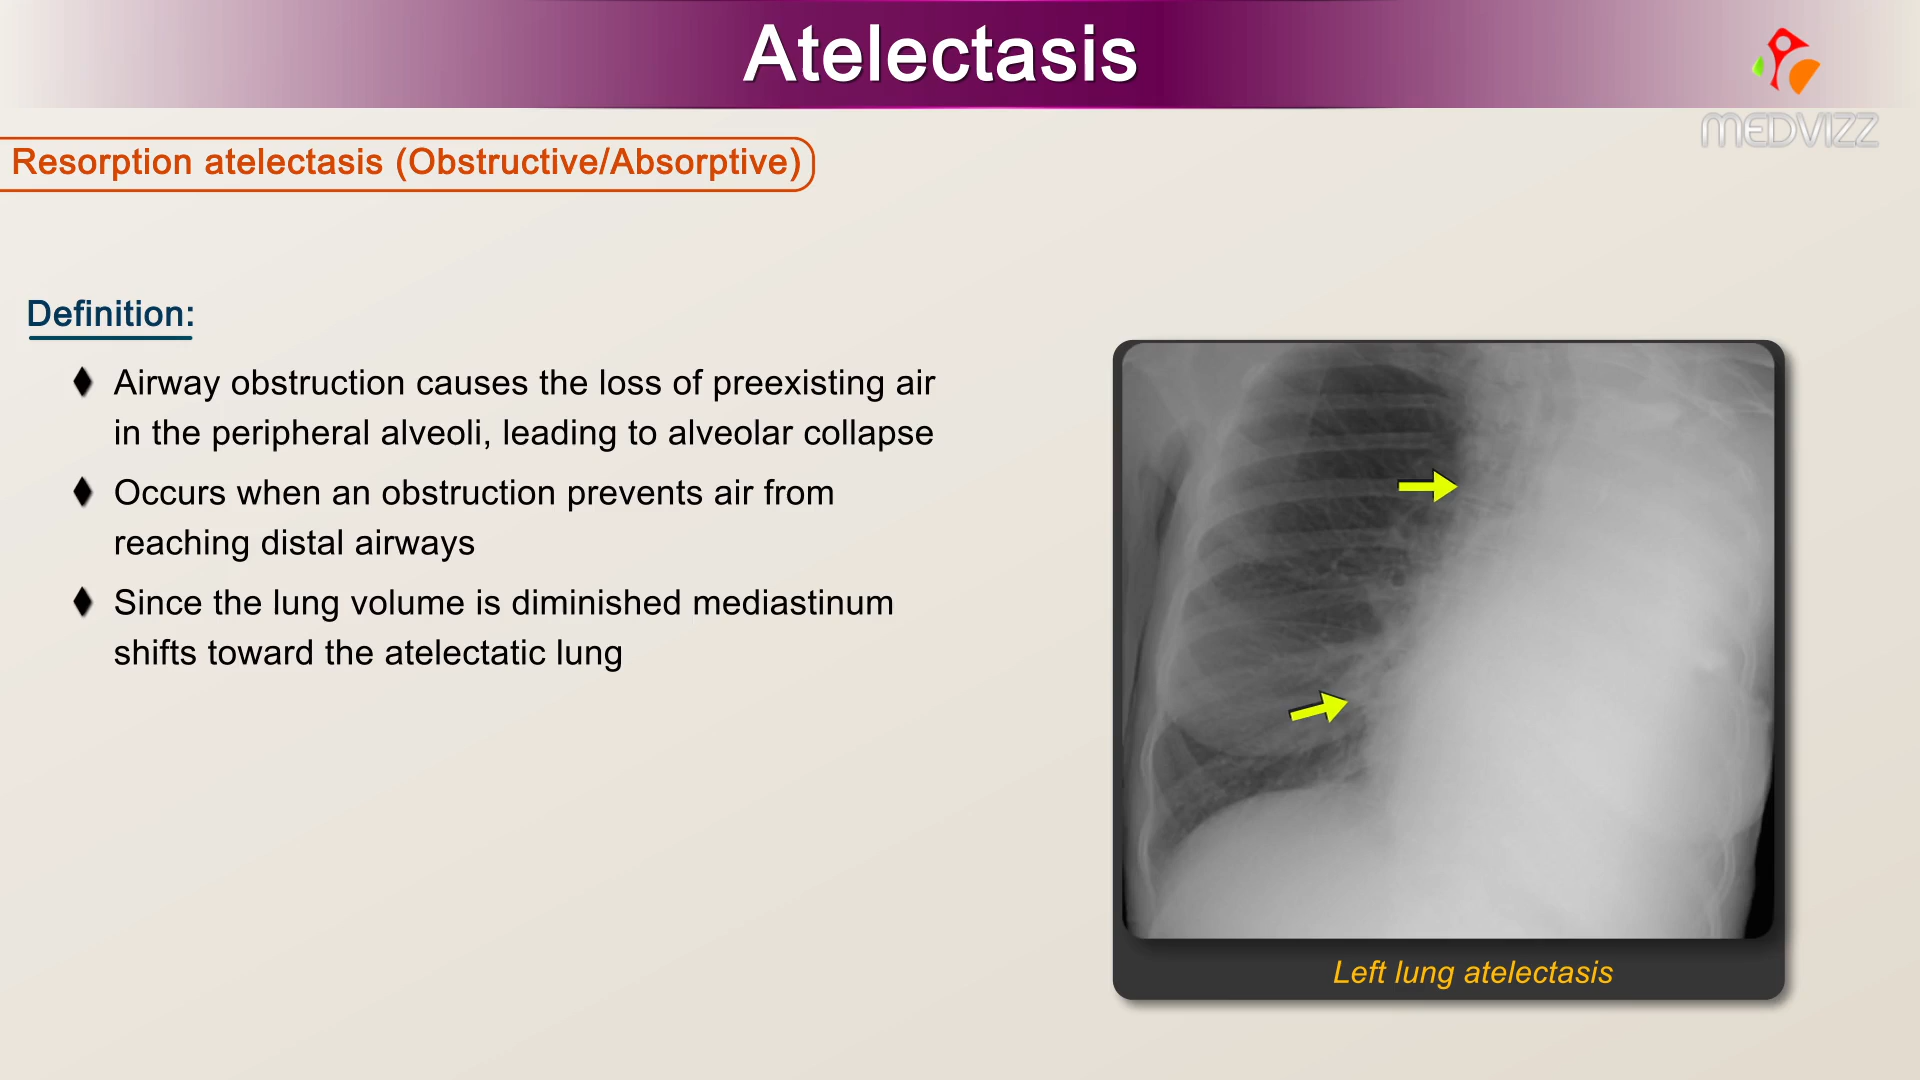 Atelectasis
MEDVIZZ
Resorption atelectasis (Obstructive/Absorptive)
Definition:
Airway obstruction causes the loss of preexisting air
in the peripheral alveoli, leading to alveolar collapse
Occurs when an obstruction prevents air from
reaching distal airways
Since the lung volume is diminished mediastinum
shifts toward the atelectatic lung
Left lung atelectasis